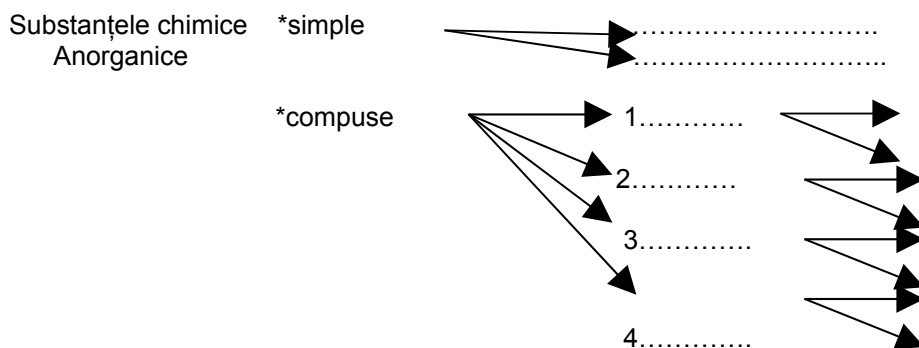 Substanțele chimice *simple ………………………..
Anorganice ………………………..
*compuse 1…………
2…………
3………….
4………….